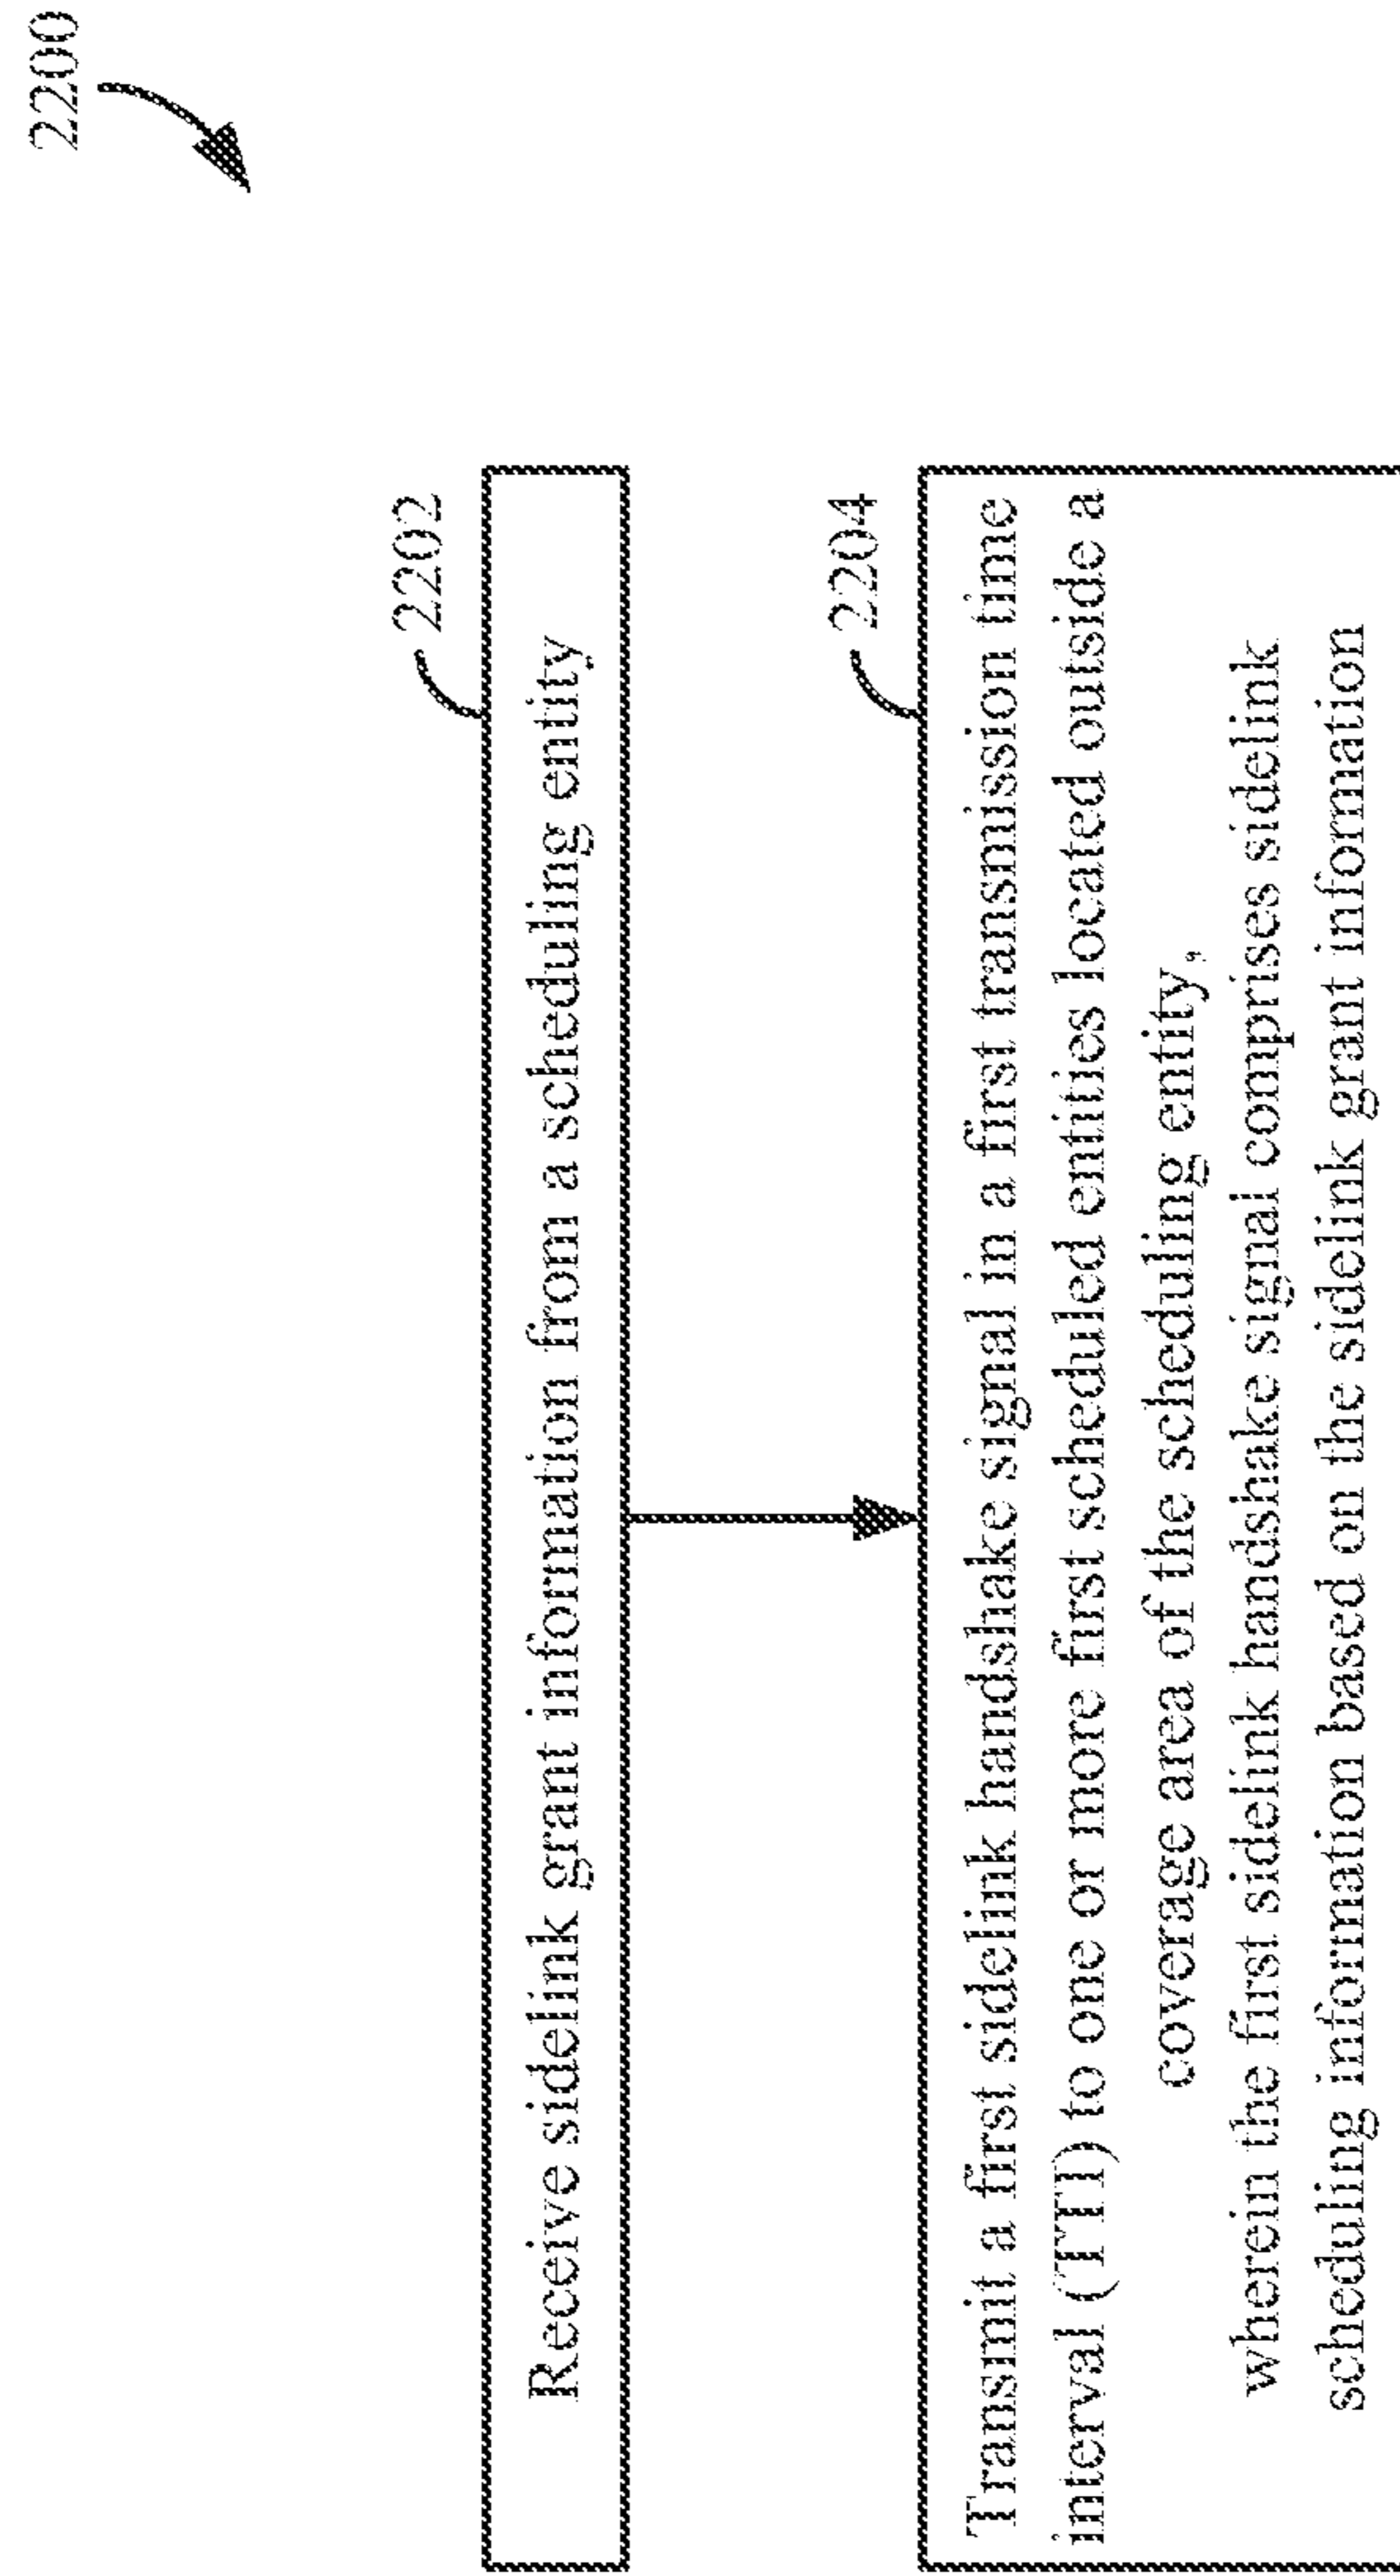 2200
2202
Receive sidelink grant information from a scheduling entity
2204
Transmit a first sidelink handshake signal in a first transmission time
interval (TTI) to one or more first scheduled entities located outside a
coverage area of the scheduling entity,
wherein the first sidelink handshake signal comprises sidelink
scheduling information based on the sidelink grant information